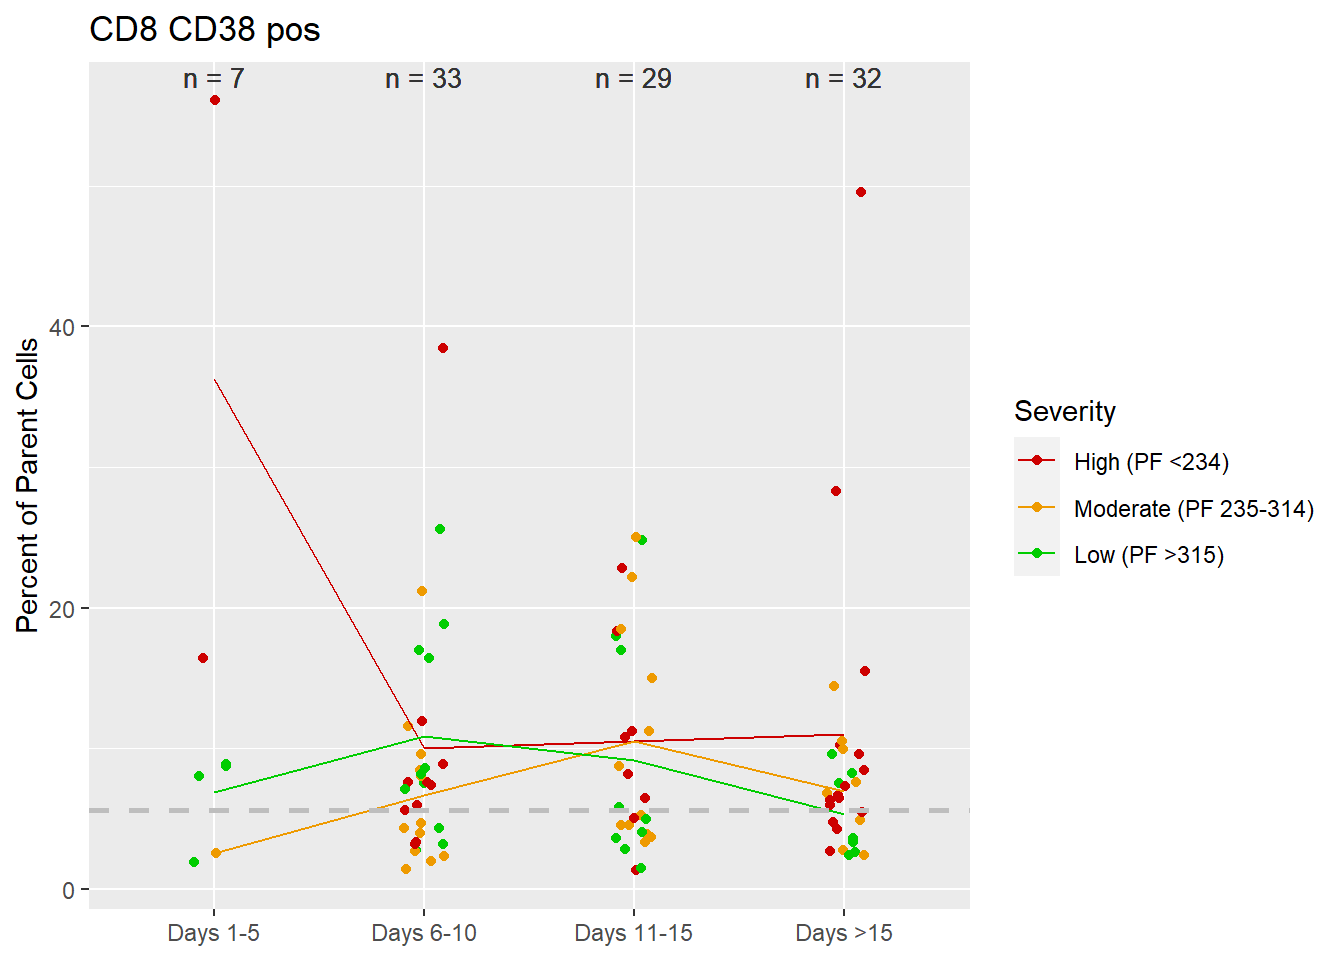 CD8 CD38 pos
n = 7
n = 33
n = 29
n = 32
Percent of Parent Cells
40
20
0
Days 1-5
Days 6-10
Days 11-15
Days >15
Severity
High (PF <234)
Moderate (PF 235-314)
Low (PF >315)